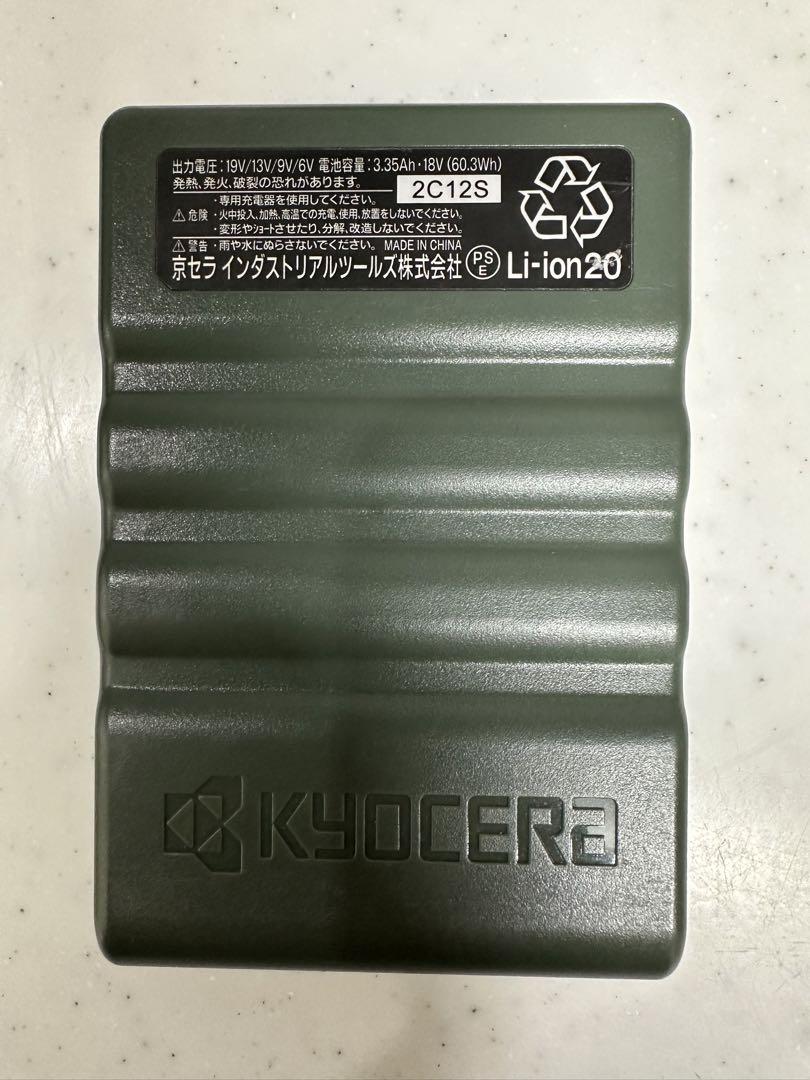 出力電圧:19V/13V/9V/6V 電池容量:3.35Ah・18V(60.3Wh)
発熱、発火、破裂の恐れがあります。
2C12S
・専用充電器を使用してください。
⚠危険 ・火中投入、加熱、高温での充電、使用、放置をしないでください。
・変形やショートさせたり、分解、改造しないでください。
⚠警告 ・雨や水にぬらさないでください。 MADE IN CHINA
京セラ インダストリアルツールズ株式会社 PSE Li-ion20
KYOCERA